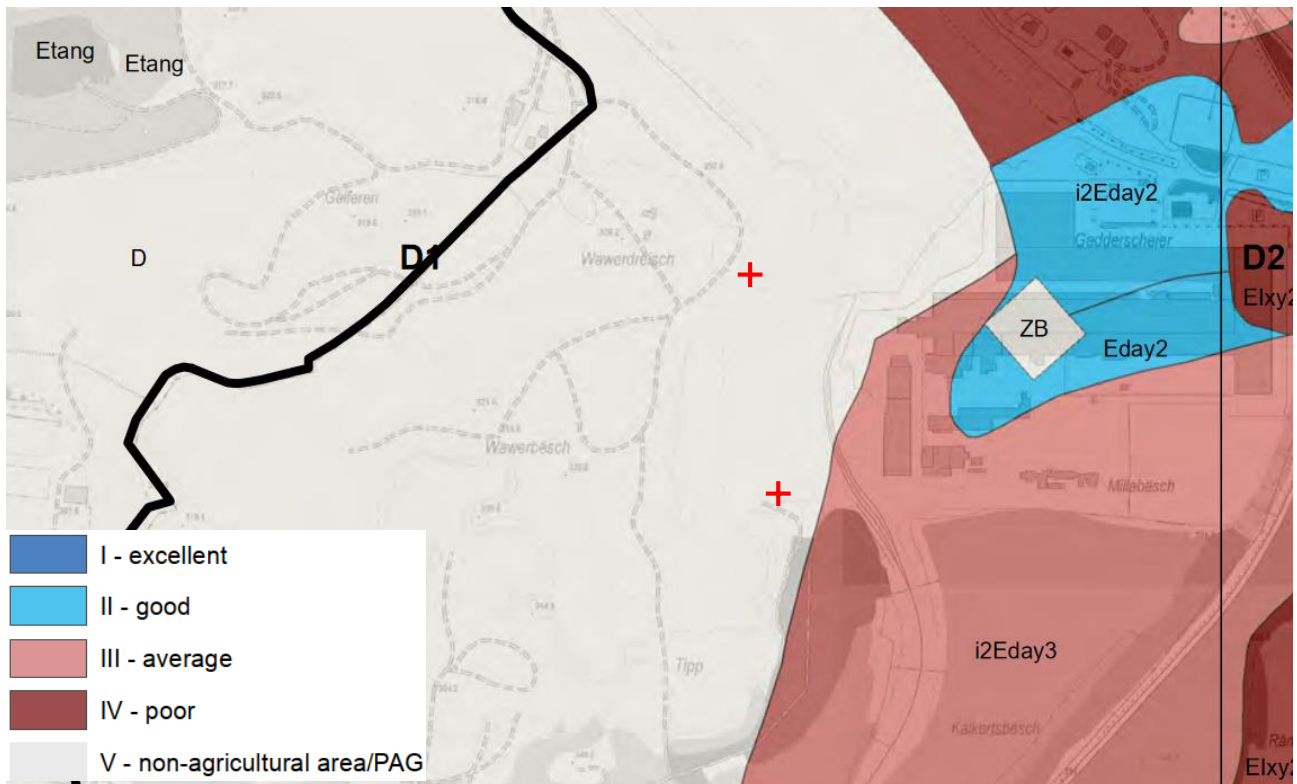 Etang
Etang
i2Eday2
Galferen
Gadderscheier
D
D1
Wawerdreisch
D2
Elxy2
ZB
Eday2
Wawerbësch
Millebësch
I - excellent
II - good
III - average
i2Eday3
Tipp
IV - poor
Kalkertsbësch
V - non-agricultural area/PAG
Elxy2